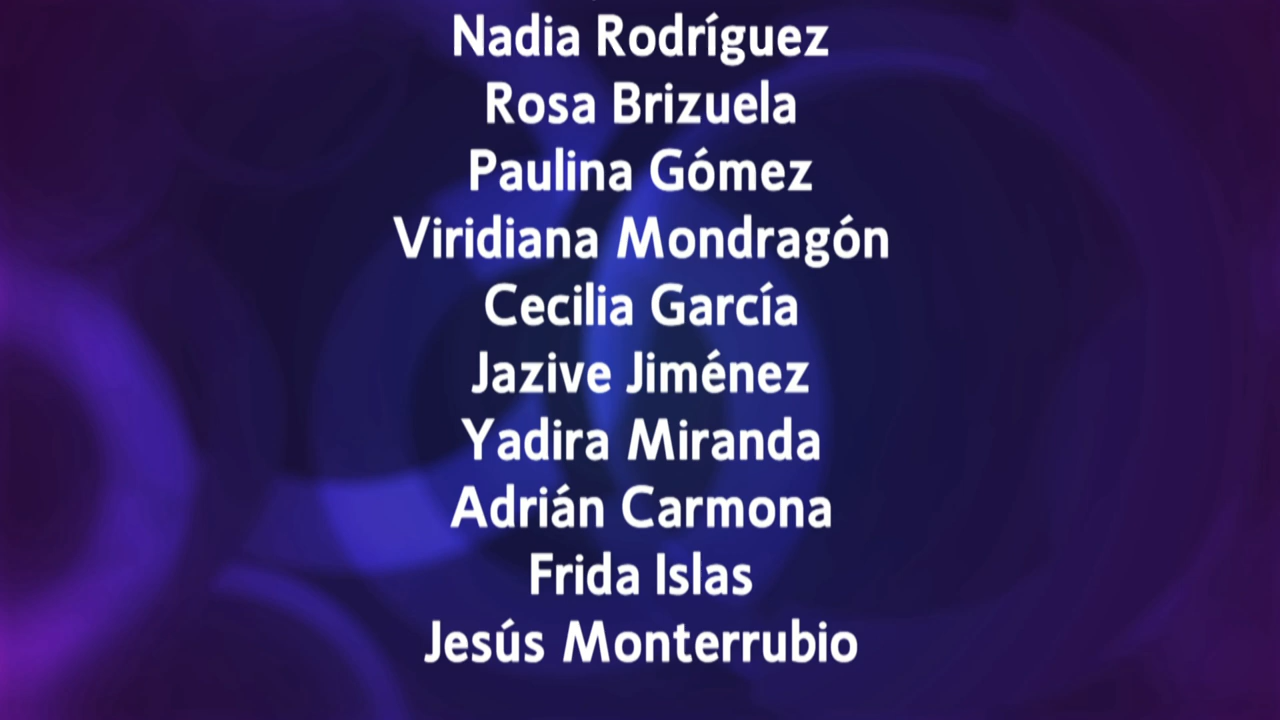 Nadia Rodríguez
Rosa Brizuela
Paulina Gómez
Viridiana Mondragón
Cecilia García
Jazive Jiménez
Yadira Miranda
Adrián Carmona
Frida Islas
Jesús Monterrubio